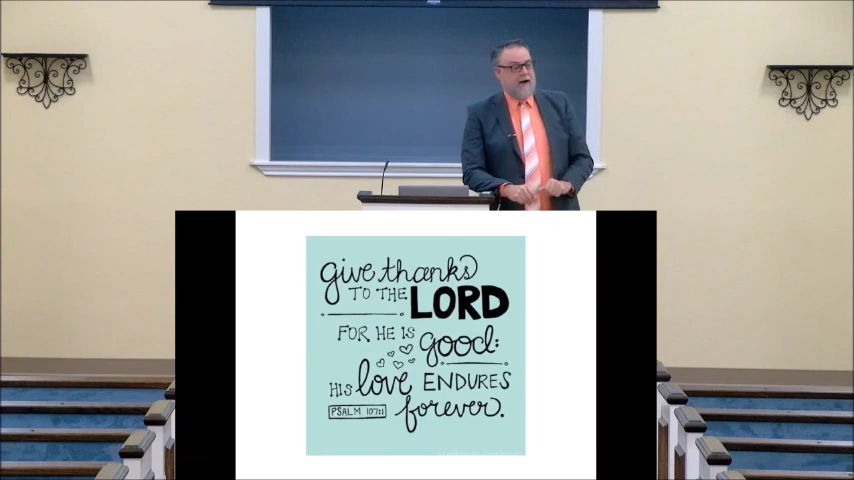 give thanks
TO THE LORD
FOR HE IS good:
HIS love ENDURES
PSALM 107:1 forever.